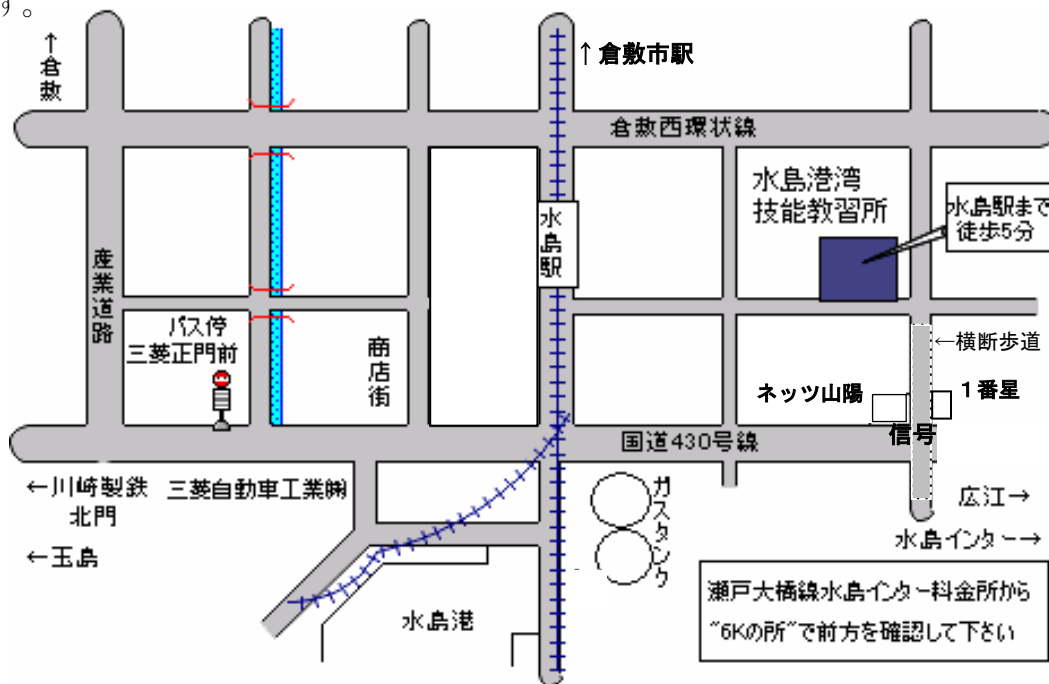 す。
↑倉敷
↑倉敷市駅
倉敷西環状線
水島港湾
技能教習所
水島駅まで
徒歩5分
水島駅
産業道路
バス停
三菱正門前
商店街
←横断歩道
ネッツ山陽
１番星
信号
国道430号線
←川崎製鉄
北門
三菱自動車工業㈱
ガスタンク
広江→
←玉島
水島インター→
水島港
瀬戸大橋線水島インター料金所から
"6Kの所"で前方を確認して下さい